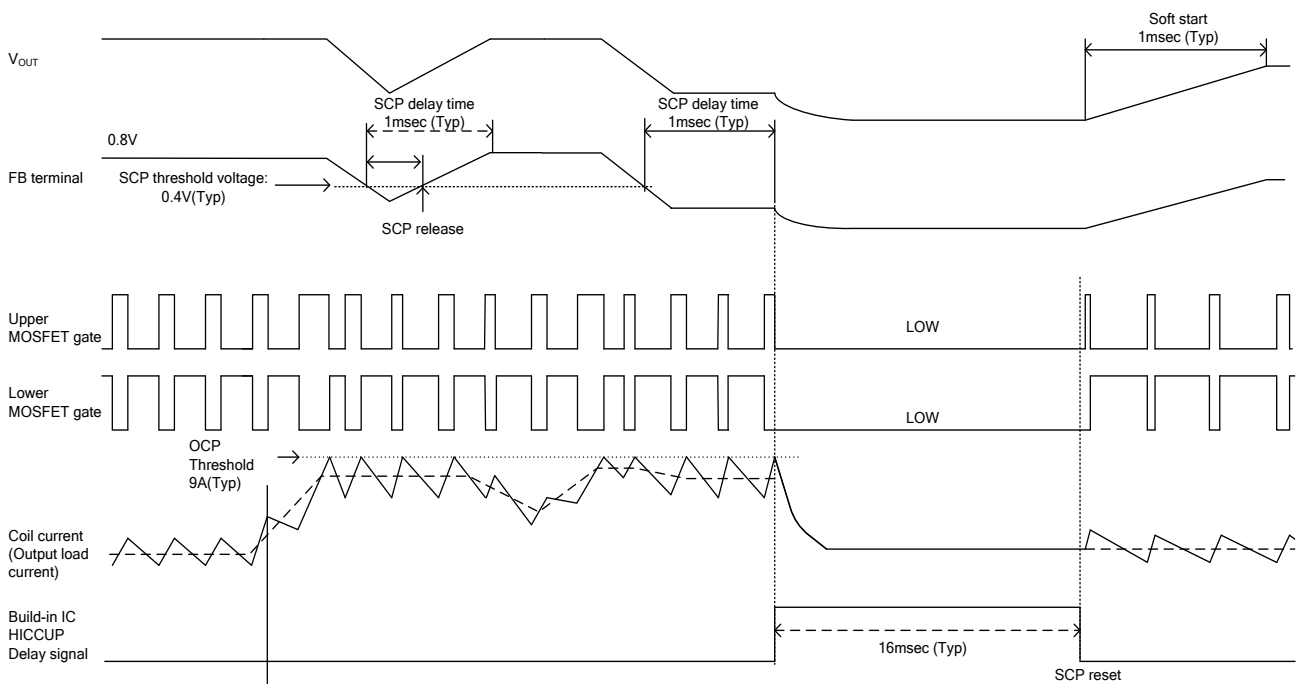 Soft start
1msec (Typ)
VOUT
SCP delay time
1msec (Typ)
SCP delay time
1msec (Typ)
0.8V
FB terminal
SCP threshold voltage:
0.4V(Typ)
SCP release
Upper
MOSFET gate
LOW
Lower
MOSFET gate
LOW
OCP
Threshold
9A(Typ)
Coil current
(Output load
current)
Build-in IC
HICCUP
Delay signal
16msec (Typ)
SCP reset